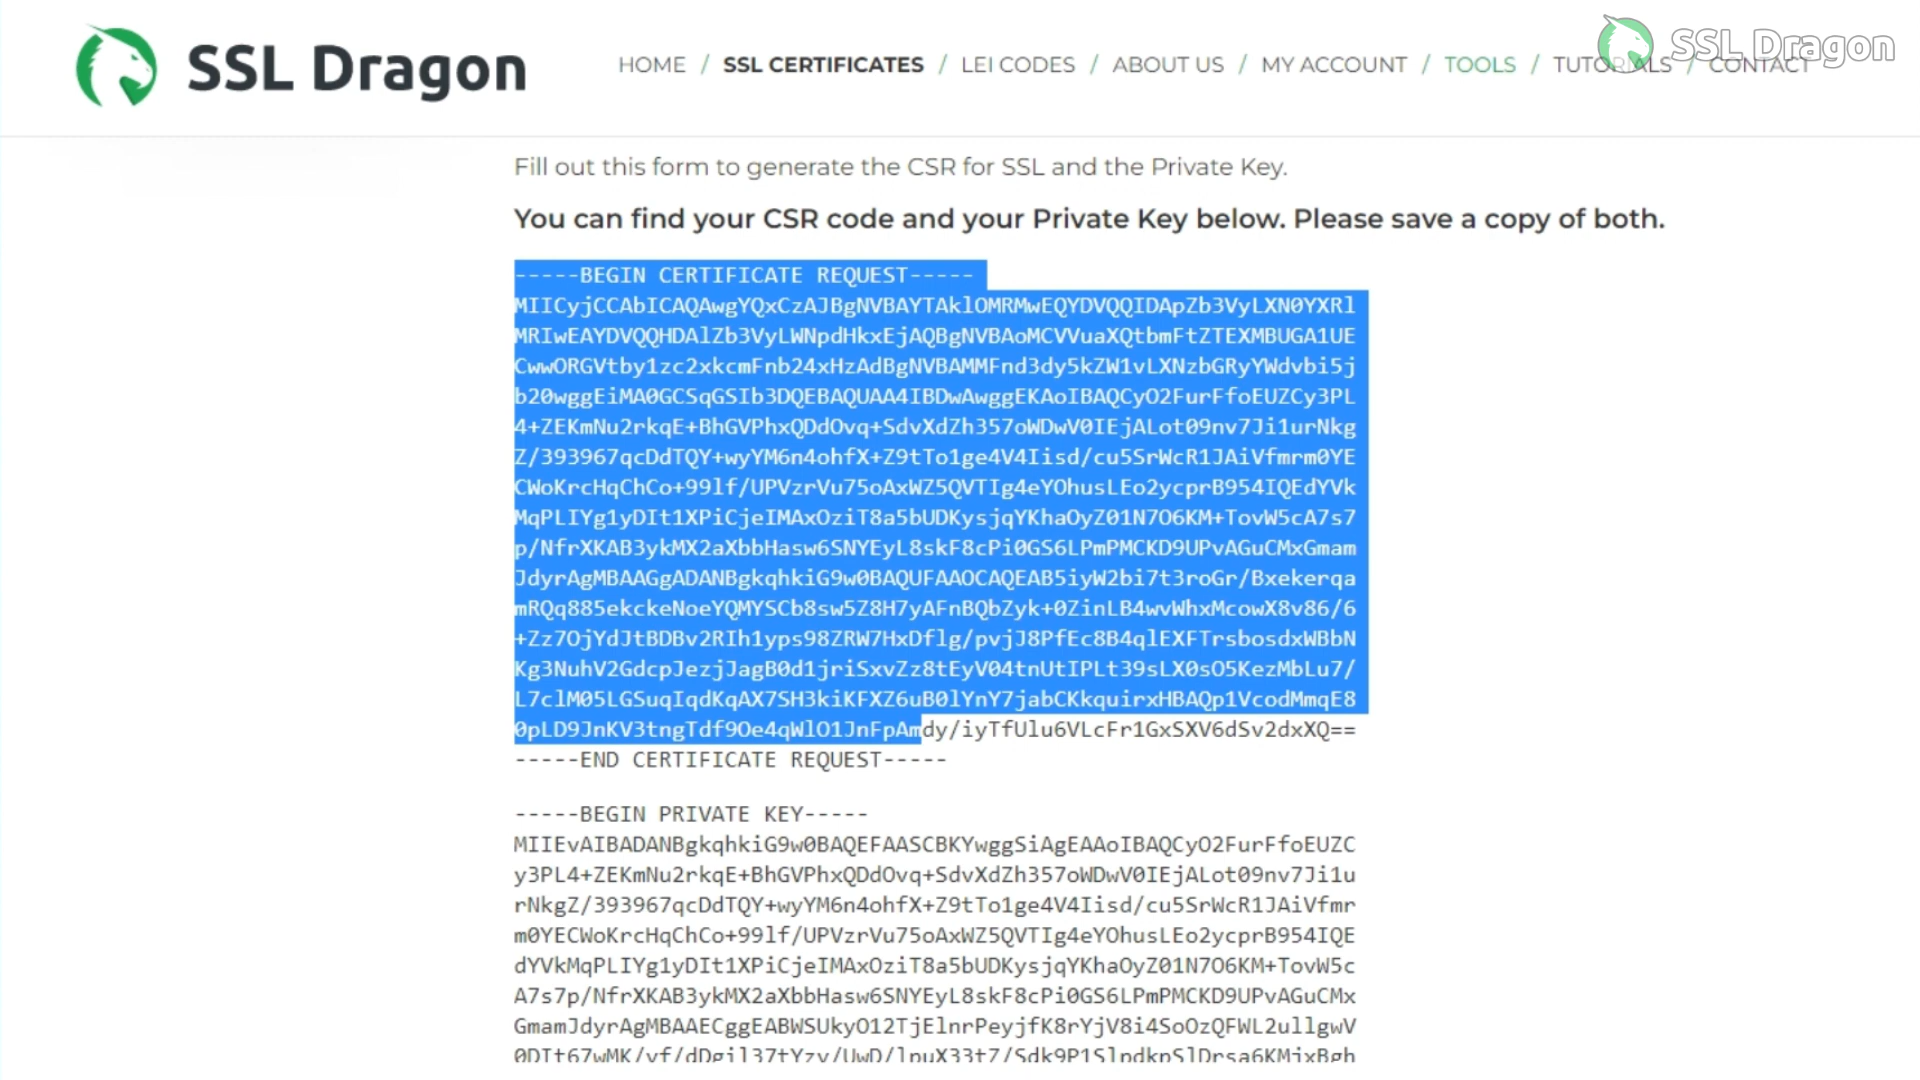 SSL Dragon
HOME / SSL CERTIFICATES / LEI CODES / ABOUT US / MY ACCOUNT / TOOLS / TUTORIALS / CONTACT
SSL Dragon
Fill out this form to generate the CSR for SSL and the Private Key.
You can find your CSR code and your Private Key below. Please save a copy of both.
-----BEGIN CERTIFICATE REQUEST-----
MIICyjCCAbICAQAwgYQxCzAJBgNVBAYTAklOMRMwEQYDVQQIDApZb3VyLXN0YXRl
MRIwEAYDVQQHDAlZb3VyLWNpdHkxEjAQBgNVBAoMCVVuaXQtbmFtZTEXMBUGA1UE
CwwORGVtby1zc2xkcmFnb24xHzAdBgNVBAMMFnd3dy5kZW1vLXNzbGRyYWdvbi5j
b20wggEiMA0GCSqGSIb3DQEBAQUAA4IBDwAwggEKAoIBAQCyO2FurFfoEUZCy3PL
4+ZEKmNu2rkqE+BhGVPhxQDdOvq+SdvXdZh357oWDwV0IEjALot09nv7Ji1urNkg
Z/393967qcDdTQY+wyYM6n4ohfX+Z9tTo1ge4V4Iisd/cu5SrWcR1JAiVfmrm0YE
CWoKrcHqChCo+99lf/UPVzrVu75oAxWZ5QVTIg4eYOhusLEo2ycprB954IQEdYVk
MqPLIYg1yDIt1XPiCjeIMAxOziT8a5bUDKysjqYKhaOyZ01N7O6KM+TovW5cA7s7
p/NfrXKAB3ykMX2aXbbHasw6SNYEyL8skF8cPi0GS6LPmPMCKD9UPvAGuCMxGmam
JdyrAgMBAAGgADANBgkqhkiG9w0BAQUFAAOCAQEAB5iyW2bi7t3roGr/Bxekerqa
mRQq885ekckeNoeYQMYSCb8sw5Z8H7yAFnBQbZyk+0ZinLB4wvWhxMcowX8v86/6
+Zz7OjYdJtBDBv2RIh1yps98ZRW7HxDflg/pvjJ8PfEc8B4qlEXFTrsbosdxWBbN
Kg3NuhV2GdcpJezjJagB0d1jriSxvZz8tEyV04tnUtIPLt39sLX0sO5KezMbLu7/
L7clM05LGSuqIqdKqAX7SH3kiKFXZ6uB0lYnY7jabCKkquirxHBAQp1VcodMmqE8
0pLD9JnKV3tngTdf9Oe4qWlO1JnFpAmdy/iyTfUlu6VLcFr1GxSXV6dSv2dxXQ==
-----END CERTIFICATE REQUEST-----
-----BEGIN PRIVATE KEY-----
MIIEvAIBADANBgkqhkiG9w0BAQEFAASCBKYwggSiAgEAAoIBAQCyO2FurFfoEUZC
y3PL4+ZEKmNu2rkqE+BhGVPhxQDdOvq+SdvXdZh357oWDwV0IEjALot09nv7Ji1u
rNkgZ/393967qcDdTQY+wyYM6n4ohfX+Z9tTo1ge4V4Iisd/cu5SrWcR1JAiVfmr
m0YECWoKrcHqChCo+99lf/UPVzrVu75oAxWZ5QVTIg4eYOhusLEo2ycprB954IQE
dYVkMqPLIYg1yDIt1XPiCjeIMAxOziT8a5bUDKysjqYKhaOyZ01N7O6KM+TovW5c
A7s7p/NfrXKAB3ykMX2aXbbHasw6SNYEyL8skF8cPi0GS6LPmPMCKD9UPvAGuCMx
GmamJdyrAgMBAAECggEABWSUkyO12TjElnrPeyjfK8rYjV8i4SoOzQFWL2ullgwV